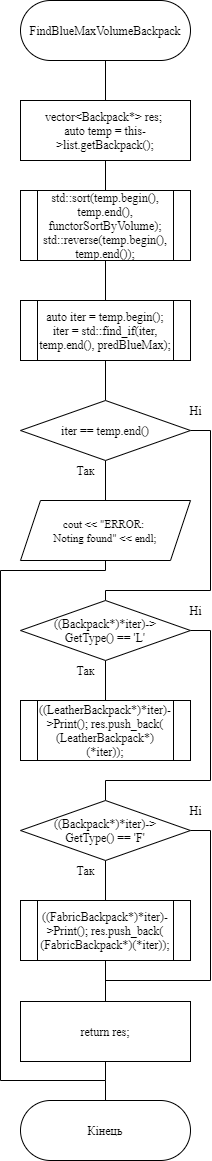 FindBlueMaxVolumeBackpack
vector<Backpack*> res;
auto temp = this-
>list.getBackpack();
std::sort(temp.begin(),
temp.end(),
functorSortByVolume);
std::reverse(temp.begin(),
temp.end());
auto iter = temp.begin();
iter = std::find_if(iter,
temp.end(), predBlueMax);
Ні
iter == temp.end()
Так
cout << "ERROR:
Noting found" << endl;
Ні
((Backpack*)*iter)->
GetType() == 'L'
Так
((LeatherBackpack*)*iter)-
>Print(); res.push_back(
(LeatherBackpack*)
(*iter));
Ні
((Backpack*)*iter)->
GetType() == 'F'
Так
((FabricBackpack*)*iter)-
>Print(); res.push_back(
(FabricBackpack*)(*iter));
return res;
Кінець